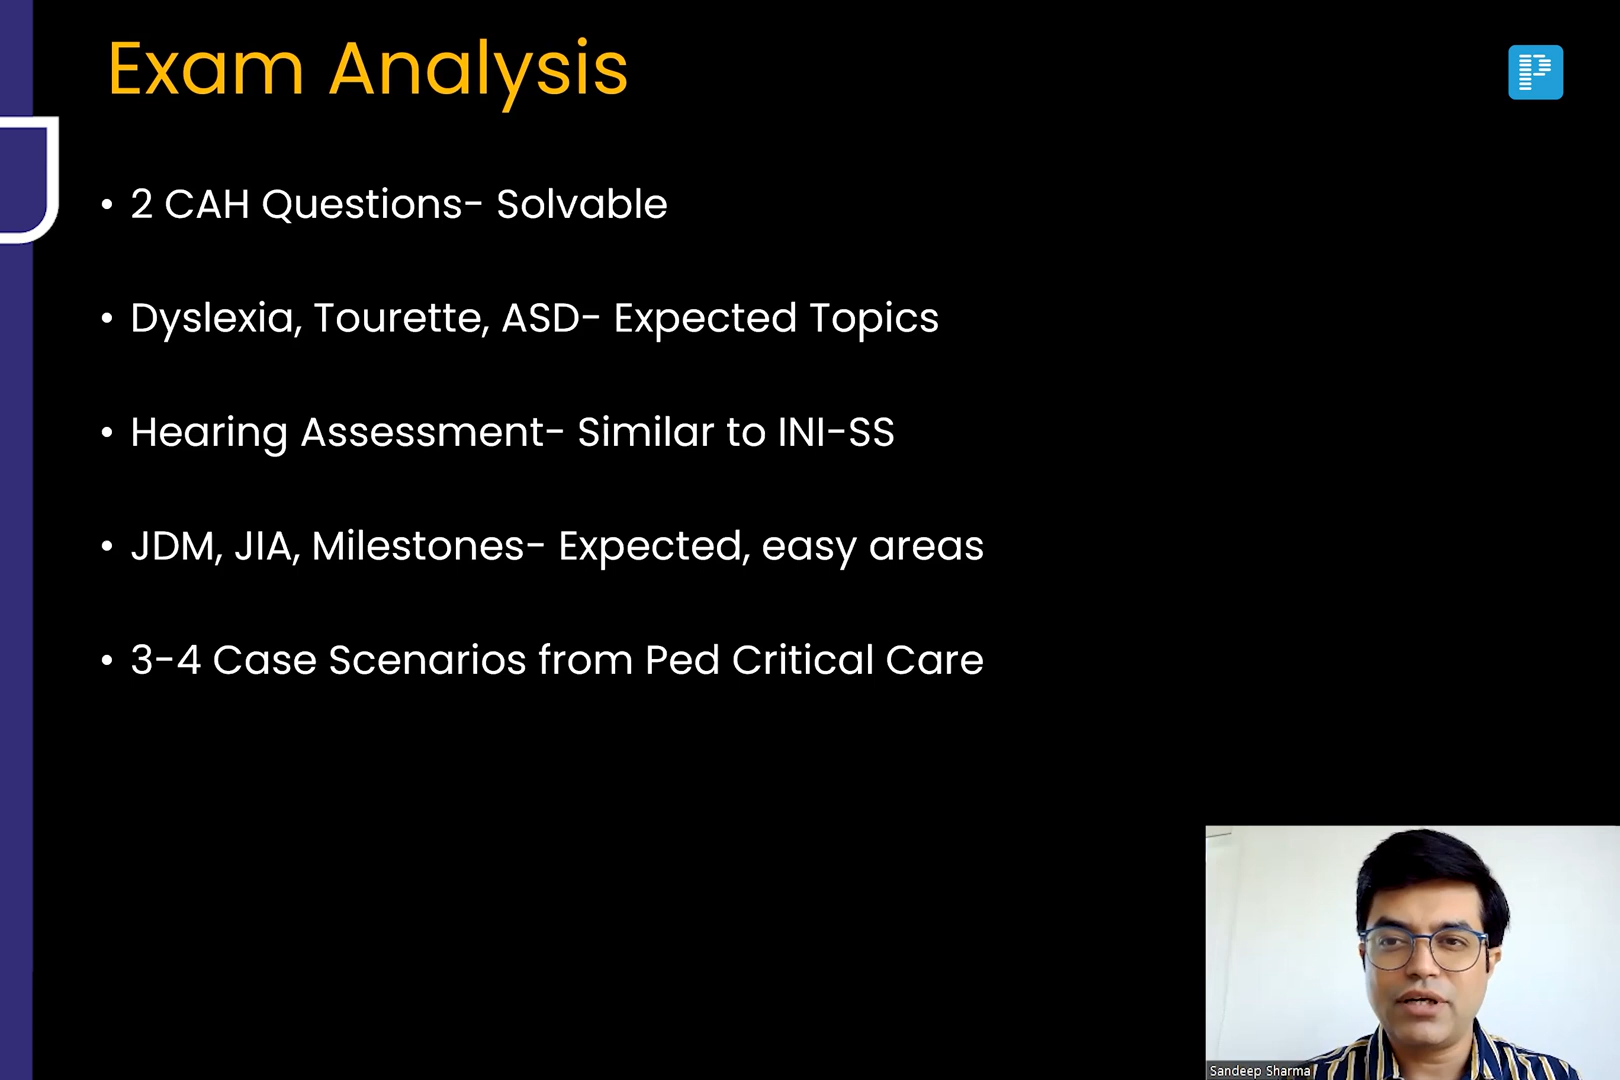 Exam Analysis
• 2 CAH Questions- Solvable
• Dyslexia, Tourette, ASD- Expected Topics
• Hearing Assessment- Similar to INI-SS
• JDM, JIA, Milestones- Expected, easy areas
• 3-4 Case Scenarios from Ped Critical Care
Sandeep Sharma